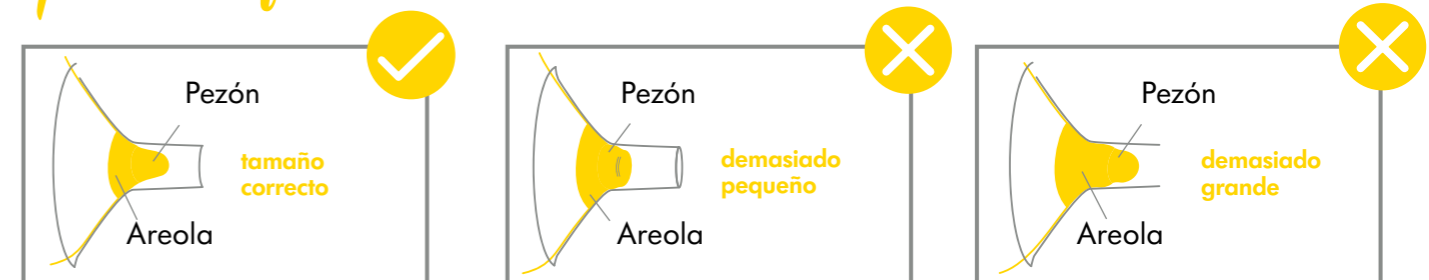 Pezón
tamaño
correcto
Areola
Pezón
demasiado
pequeño
Areola
Pezón
demasiado
grande
Areola